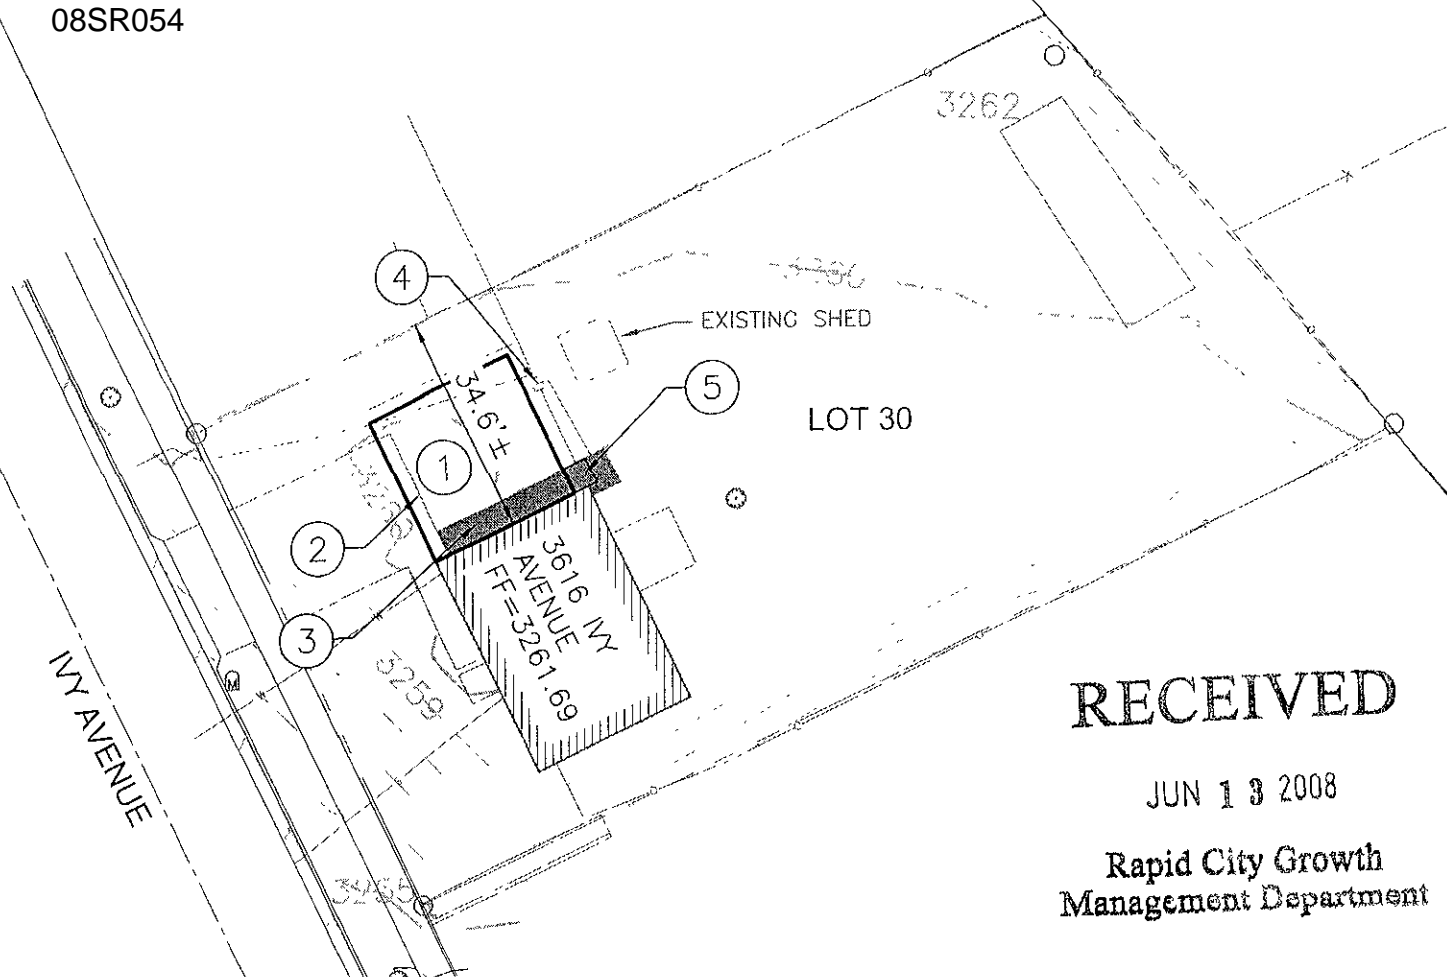 08SR054
3262
4
EXISTING SHED
5
34.6'±
LOT 30
1
2
3616 IVY
AVENUE
FF=3261.69
3
3259
IVY AVENUE
M
RECEIVED
JUN 13 2008
Rapid City Growth
Management Department